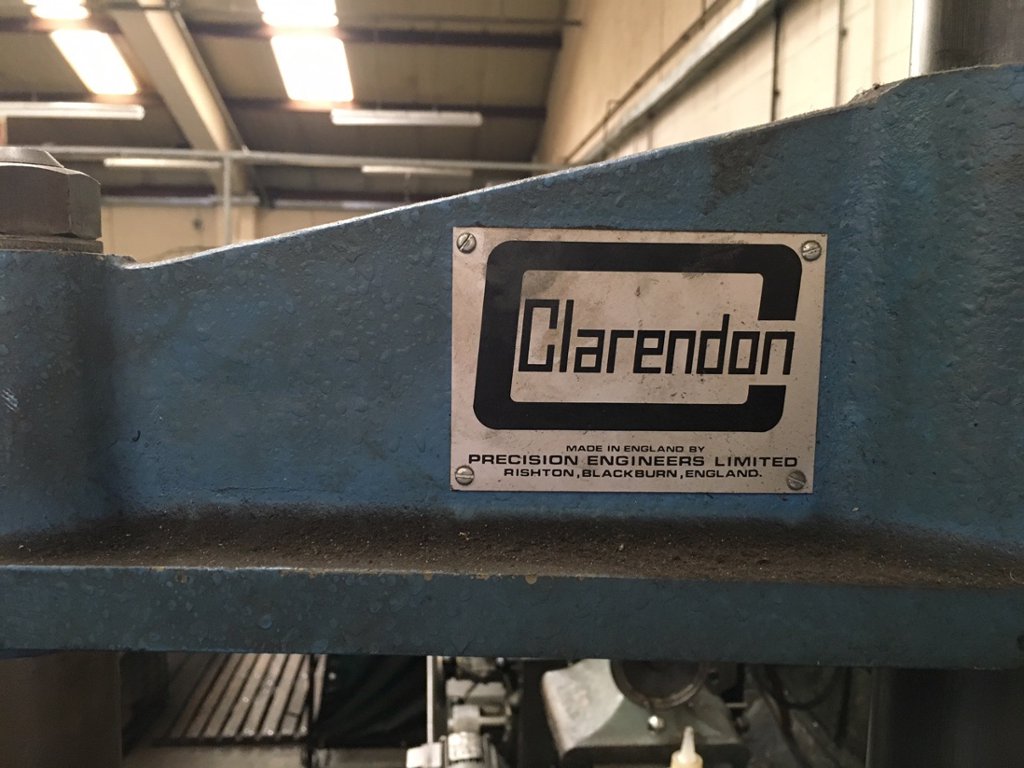 Clarendon
MADE IN ENGLAND BY
PRECISION ENGINEERS LIMITED
RISHTON, BLACKBURN, ENGLAND.